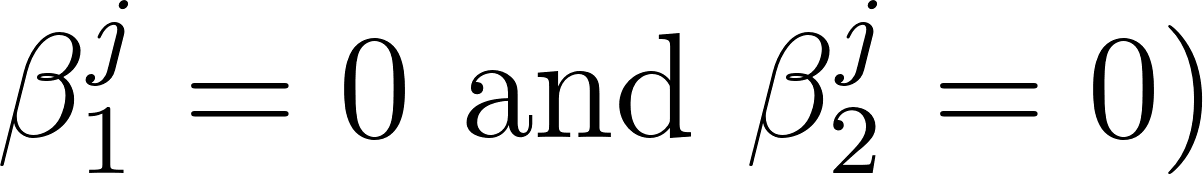 β₁ʲ = 0 and β₂ʲ = 0)